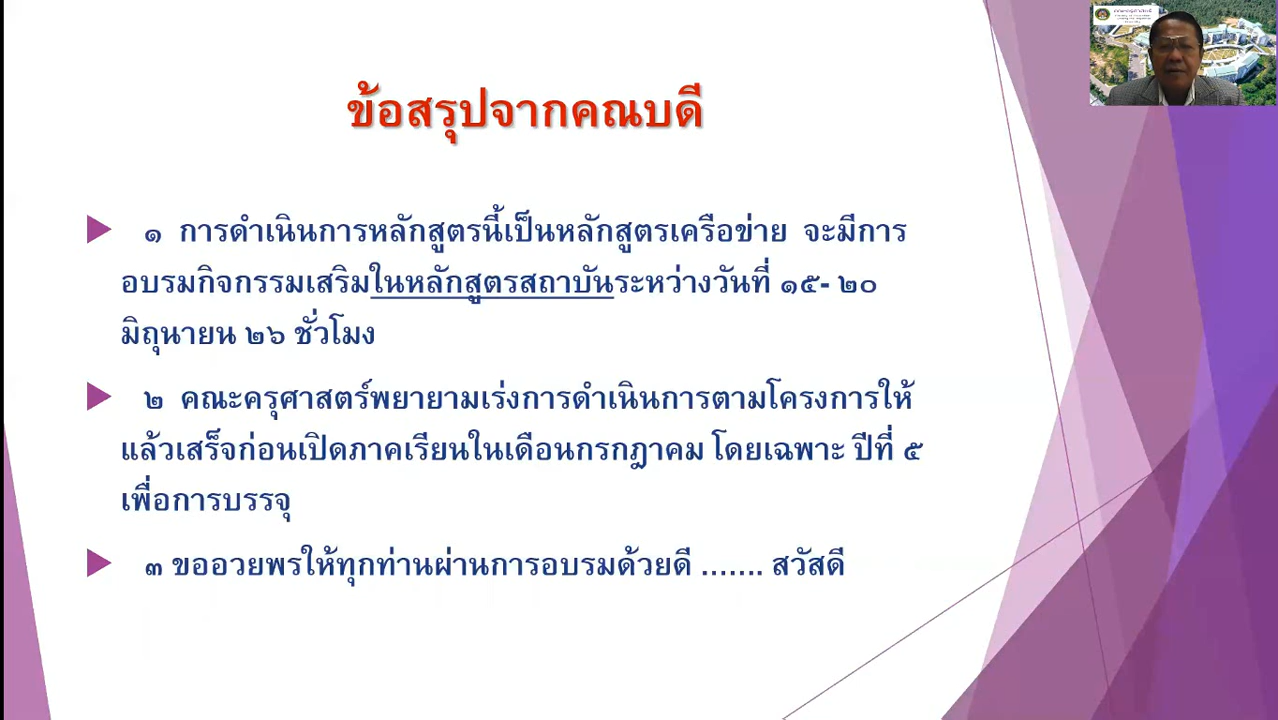 ข้อสรุปจากคณบดี
๑ การดำเนินการหลักสูตรนี้เป็นหลักสูตรเครือข่าย จะมีการ
อบรมกิจกรรมเสริมในหลักสูตรสถาบันระหว่างวันที่ ๑๕- ๒๐
มิถุนายน ๒๖ ชั่วโมง
๒ คณะครุศาสตร์พยายามเร่งการดำเนินการตามโครงการให้
แล้วเสร็จก่อนเปิดภาคเรียนในเดือนกรกฎาคม โดยเฉพาะ ปีที่ ๕
เพื่อการบรรจุ
๓ ขออวยพรให้ทุกท่านผ่านการอบรมด้วยดี ....... สวัสดี